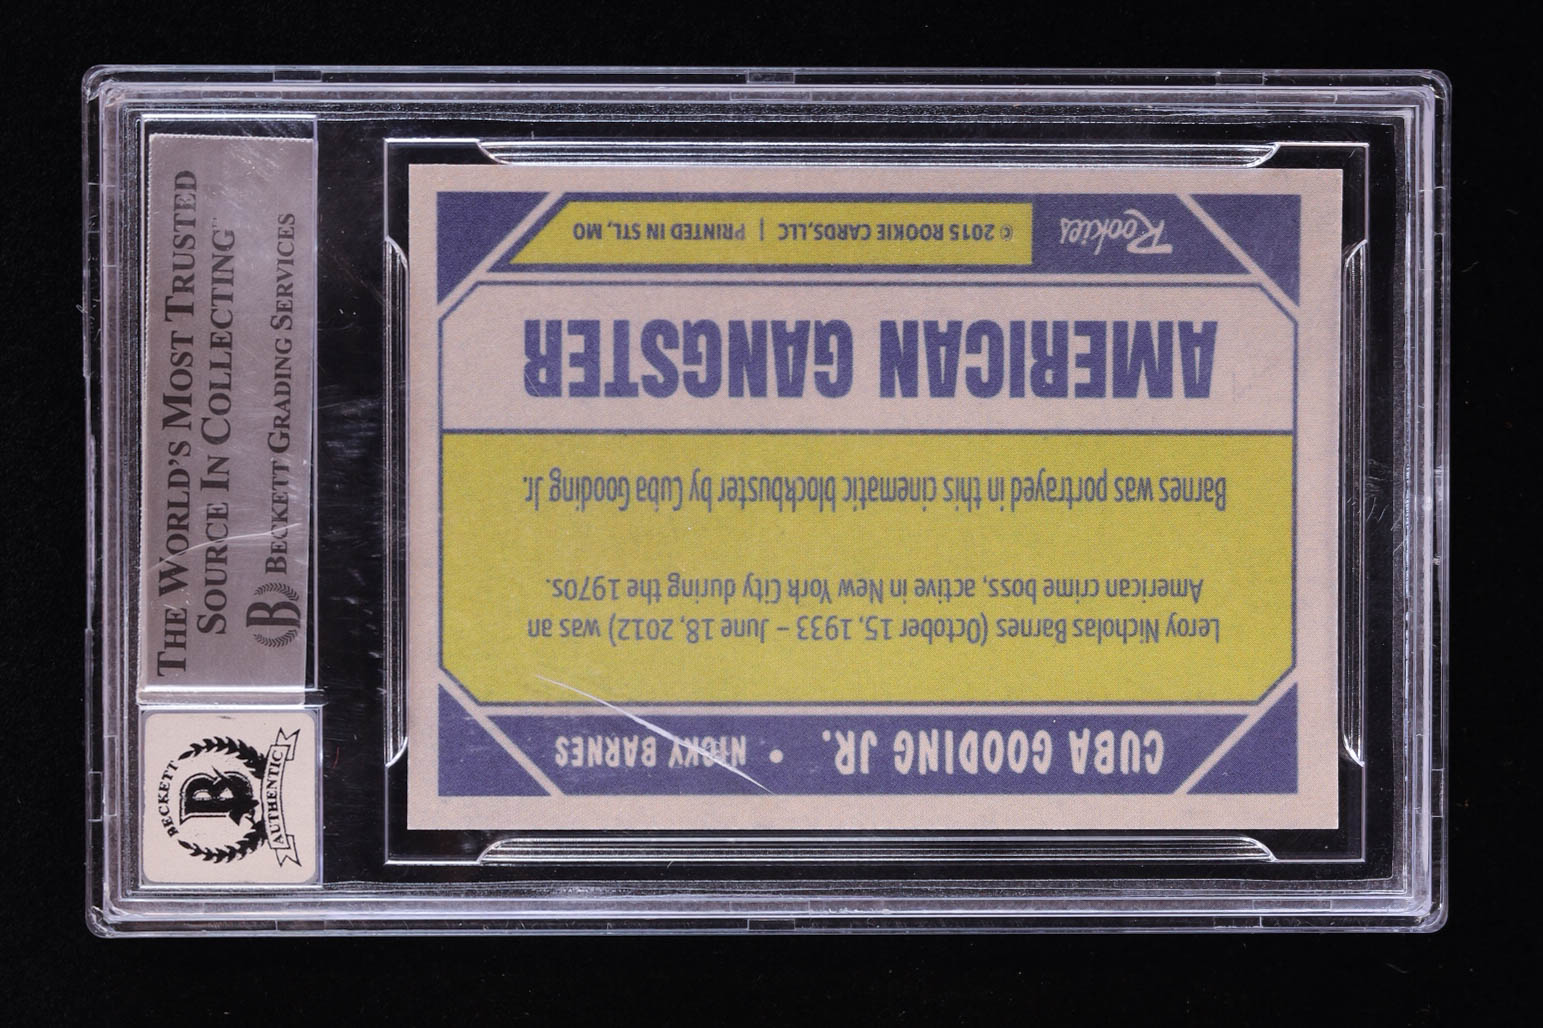 THE WORLD'S MOST TRUSTED
SOURCE IN COLLECTING™
B BECKETT GRADING SERVICES
BECKETT
B
AUTHENTIC
CUBA GOODING JR. • NICKY BARNES
Leroy Nicholas Barnes (October 15, 1933 – June 18, 2012) was an
American crime boss, active in New York City during the 1970s.
Barnes was portrayed in this cinematic blockbuster by Cuba Gooding Jr.
AMERICAN GANGSTER
Rookies
© 2015 ROOKIE CARDS,LLC | PRINTED IN STL, MO